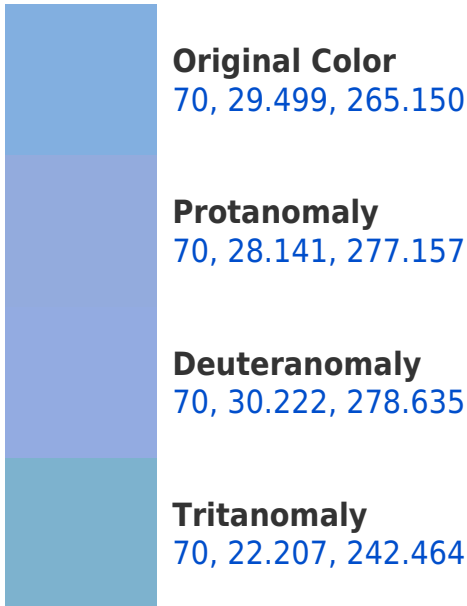 Original Color
70, 29.499, 265.150
Protanomaly
70, 28.141, 277.157
Deuteranomaly
70, 30.222, 278.635
Tritanomaly
70, 22.207, 242.464